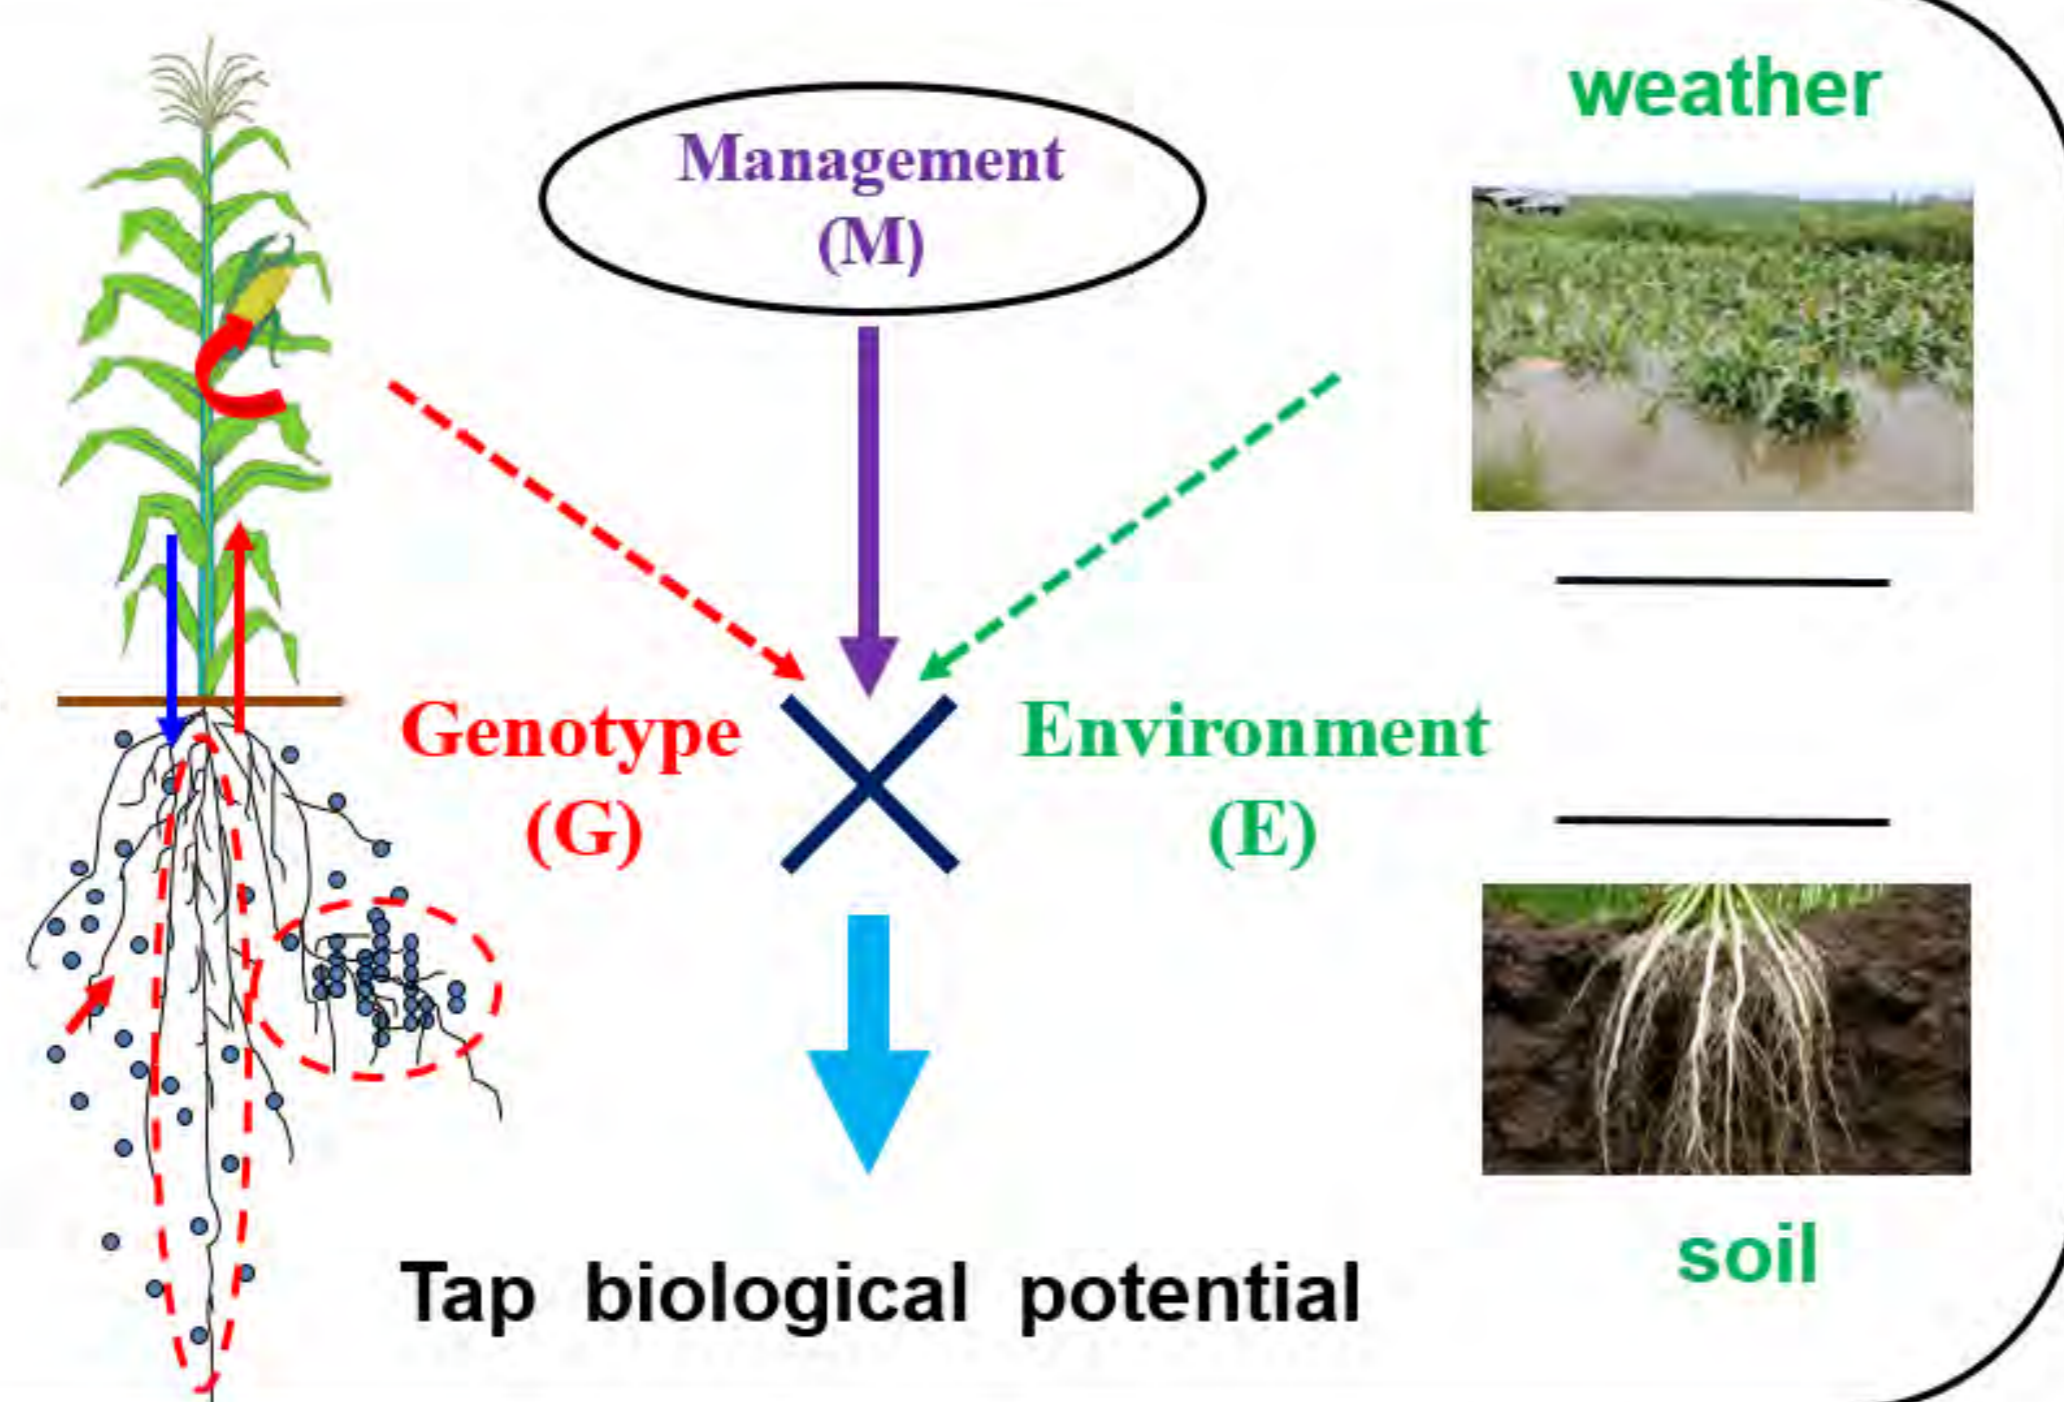 weather
Management
(M)
Genotype
(G)
Environment
(E)
soil
Tap biological potential